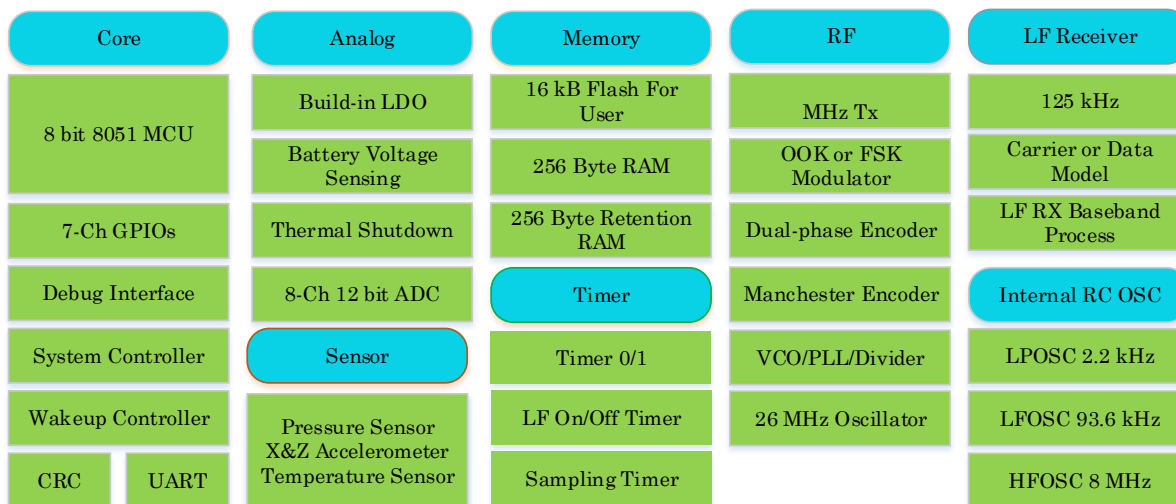 Core
8 bit 8051 MCU
7-Ch GPIOs
Debug Interface
System Controller
Wakeup Controller
CRC
UART
Analog
Build-in LDO
Battery Voltage
Sensing
Thermal Shutdown
8-Ch 12 bit ADC
Sensor
Pressure Sensor
X&Z Accelerometer
Temperature Sensor
Memory
16 kB Flash For
User
256 Byte RAM
256 Byte Retention
RAM
Timer
Timer 0/1
LF On/Off Timer
Sampling Timer
RF
MHz Tx
OOK or FSK
Modulator
Dual-phase Encoder
Manchester Encoder
VCO/PLL/Divider
26 MHz Oscillator
LF Receiver
125 kHz
Carrier or Data
Model
LF RX Baseband
Process
Internal RC OSC
LPOSC 2.2 kHz
LFOSC 93.6 kHz
HFOSC 8 MHz